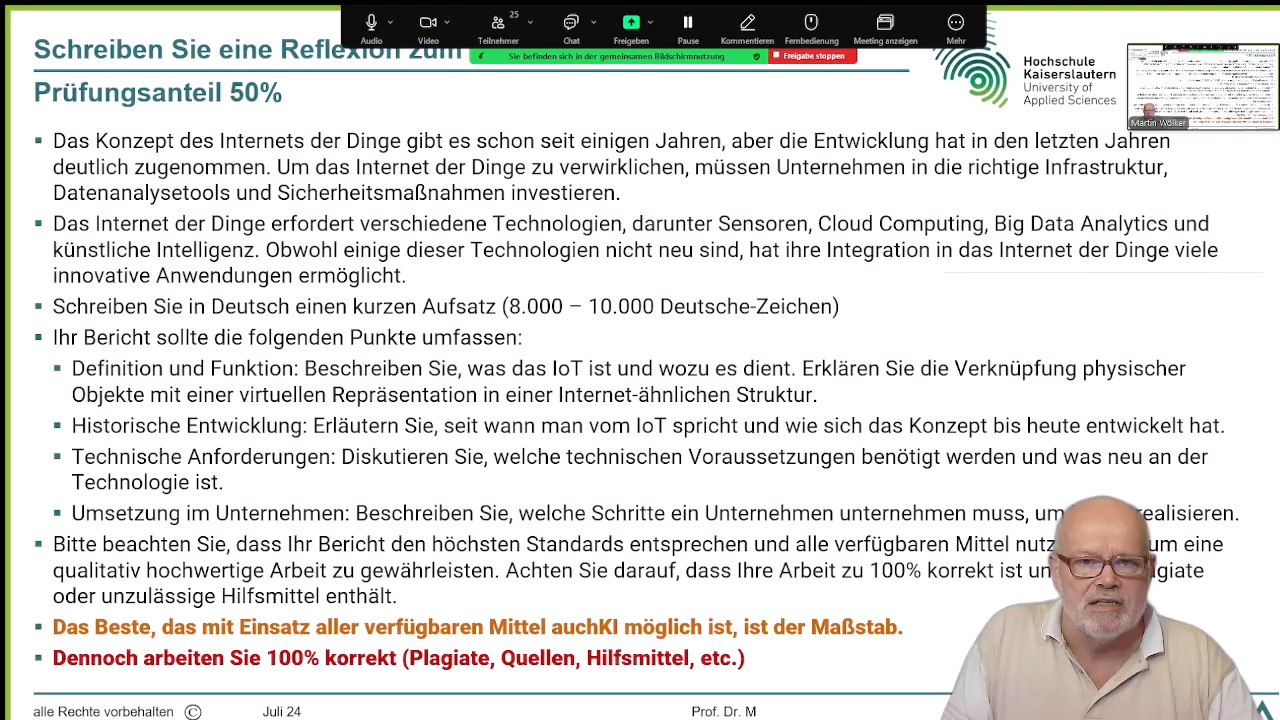 25
Audio
Video
Teilnehmer
Chat
Freigeben
Pause
Kommentieren
Fernbedienung
Meeting anzeigen
Mehr
Sie befinden sich in der gemeinsamen Bildschirmnutzung
Freigabe stoppen
Schreiben Sie eine Reflexion zum
Prüfungsanteil 50%
Hochschule
Kaiserslautern
University of
Applied Sciences
Martin Wölker
Das Konzept des Internets der Dinge gibt es schon seit einigen Jahren, aber die Entwicklung hat in den letzten Jahren
deutlich zugenommen. Um das Internet der Dinge zu verwirklichen, müssen Unternehmen in die richtige Infrastruktur,
Datenanalysetools und Sicherheitsmaßnahmen investieren.
Das Internet der Dinge erfordert verschiedene Technologien, darunter Sensoren, Cloud Computing, Big Data Analytics und
künstliche Intelligenz. Obwohl einige dieser Technologien nicht neu sind, hat ihre Integration in das Internet der Dinge viele
innovative Anwendungen ermöglicht.
Schreiben Sie in Deutsch einen kurzen Aufsatz (8.000 – 10.000 Deutsche-Zeichen)
Ihr Bericht sollte die folgenden Punkte umfassen:
Definition und Funktion: Beschreiben Sie, was das IoT ist und wozu es dient. Erklären Sie die Verknüpfung physischer
Objekte mit einer virtuellen Repräsentation in einer Internet-ähnlichen Struktur.
Historische Entwicklung: Erläutern Sie, seit wann man vom IoT spricht und wie sich das Konzept bis heute entwickelt hat.
Technische Anforderungen: Diskutieren Sie, welche technischen Voraussetzungen benötigt werden und was neu an der
Technologie ist.
Umsetzung im Unternehmen: Beschreiben Sie, welche Schritte ein Unternehmen unternehmen muss, um realisieren.
Bitte beachten Sie, dass Ihr Bericht den höchsten Standards entsprechen und alle verfügbaren Mittel um eine
qualitativ hochwertige Arbeit zu gewährleisten. Achten Sie darauf, dass Ihre Arbeit zu 100% korrekt ist
oder unzulässige Hilfsmittel enthält.
Das Beste, das mit Einsatz aller verfügbaren Mittel auchKI möglich ist, ist der Maßstab.
Dennoch arbeiten Sie 100% korrekt (Plagiate, Quellen, Hilfsmittel, etc.)
alle Rechte vorbehalten ©
Juli 24
Prof. Dr. M